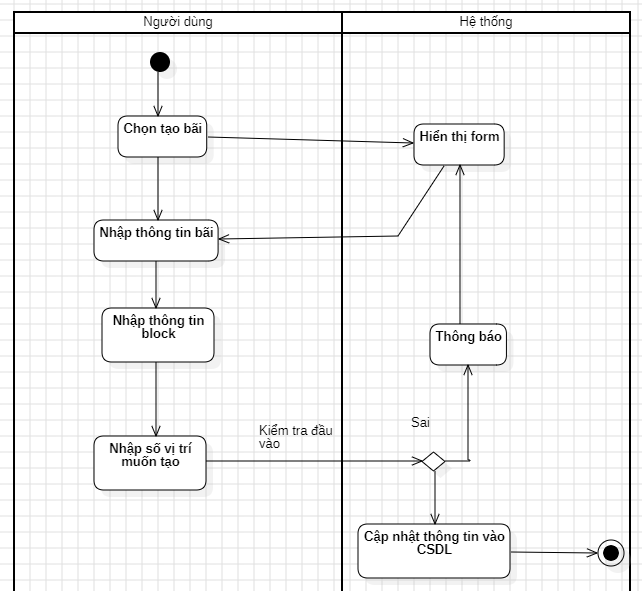 Người dùng
Hệ thống
Chọn tạo bãi
Hiển thị form
Nhập thông tin bãi
Nhập thông tin
block
Thông báo
Sai
Kiểm tra đầu
vào
Nhập số vị trí
muốn tạo
Cập nhật thông tin vào
CSDL